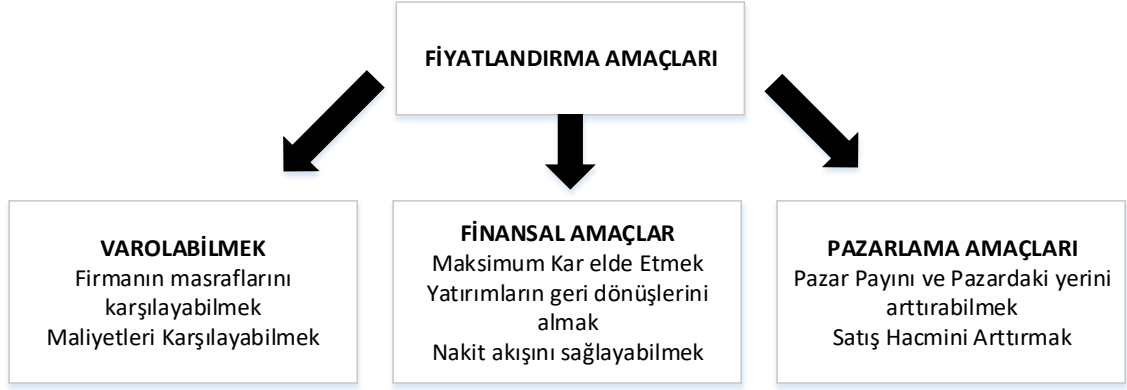 FİYATLANDIRMA AMAÇLARI
VAROLABİLMEK
Firmanın masraflarını
karşılayabilmek
Maliyetleri Karşılayabilmek
FİNANSAL AMAÇLAR
Maksimum Kar elde Etmek
Yatırımların geri dönüşlerini
almak
Nakit akışını sağlayabilmek
PAZARLAMA AMAÇLARI
Pazar Payını ve Pazardaki yerini
arttırabilmek
Satış Hacmini Arttırmak